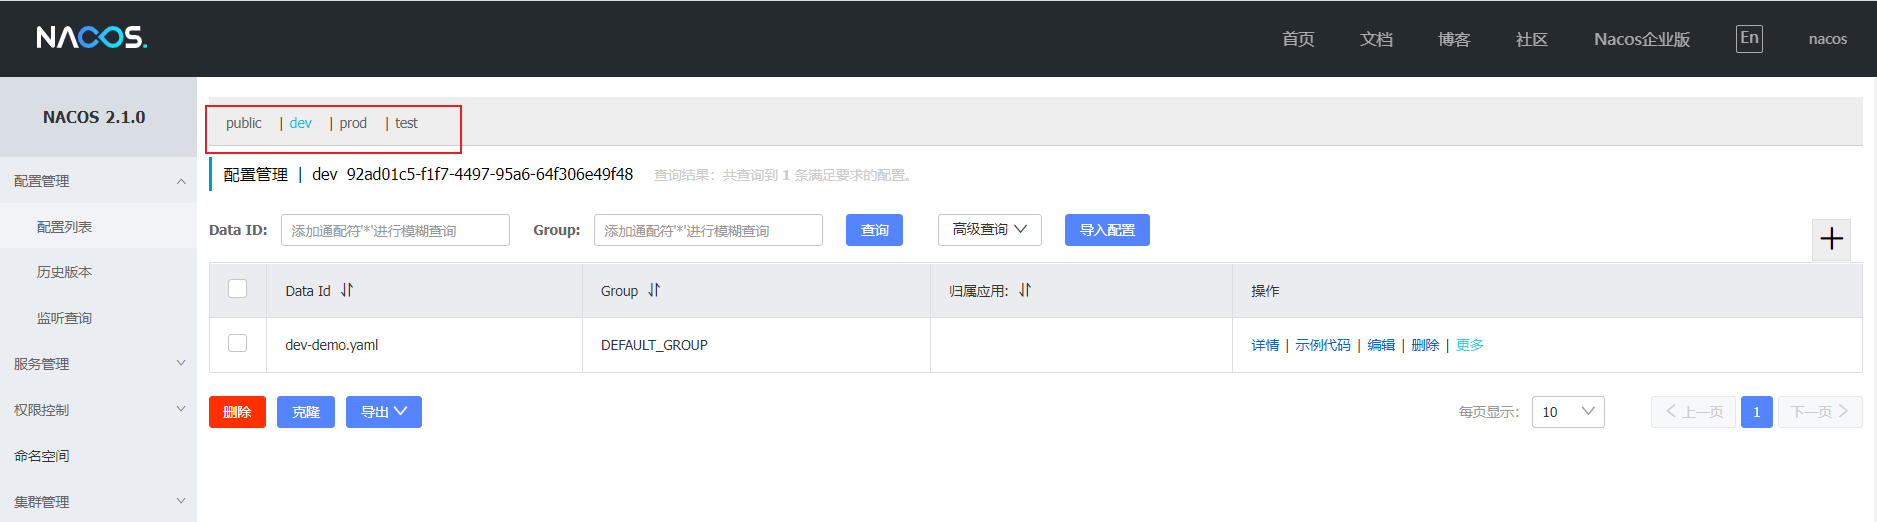 NACOS.
首页 文档 博客 社区 Nacos企业版 En nacos
NACOS 2.1.0
配置管理
配置列表
历史版本
监听查询
服务管理
权限控制
命名空间
集群管理
public | dev | prod | test
配置管理 | dev 92ad01c5-f1f7-4497-95a6-64f306e49f48 查询结果：共查询到 1 条满足要求的配置。
Data ID: 添加通配符'*'进行模糊查询 Group: 添加通配符'*'进行模糊查询 查询 高级查询 导入配置
Data Id Group 归属应用: 操作
dev-demo.yaml DEFAULT_GROUP 详情 | 示例代码 | 编辑 | 删除 | 更多
删除 克隆 导出 每页显示: 10 上一页 1 下一页